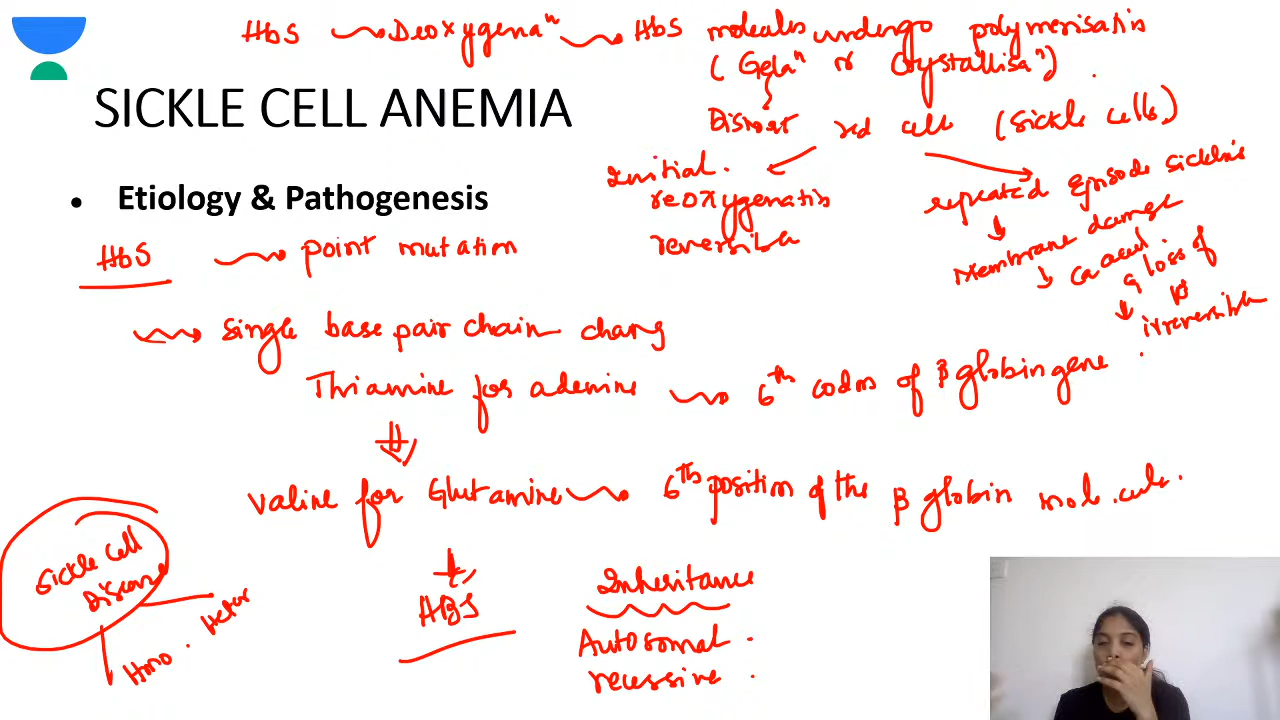 HbS Deoxygenaⁿ HbS molecules undergo polymerisatis
(Gelaⁿ or Crystallisaⁿ)
SICKLE CELL ANEMIA
Distort red cell (Sickle cells)
Initial.
reoxygenatis
reversible
repeated Episode sickling
Membrane damage
Ca accul
& loss of
irreversible
• Etiology & Pathogenesis
HbS point mutation
Single base pair chain chang
Thiamine for adenine 6th codos of β globin gene.
Valine for Glutamine 6th position of the β globin molecule.
HbS
Sickle Cell
Disease
Homo.
Heter
Inheritance
Autosomal.
recessive.